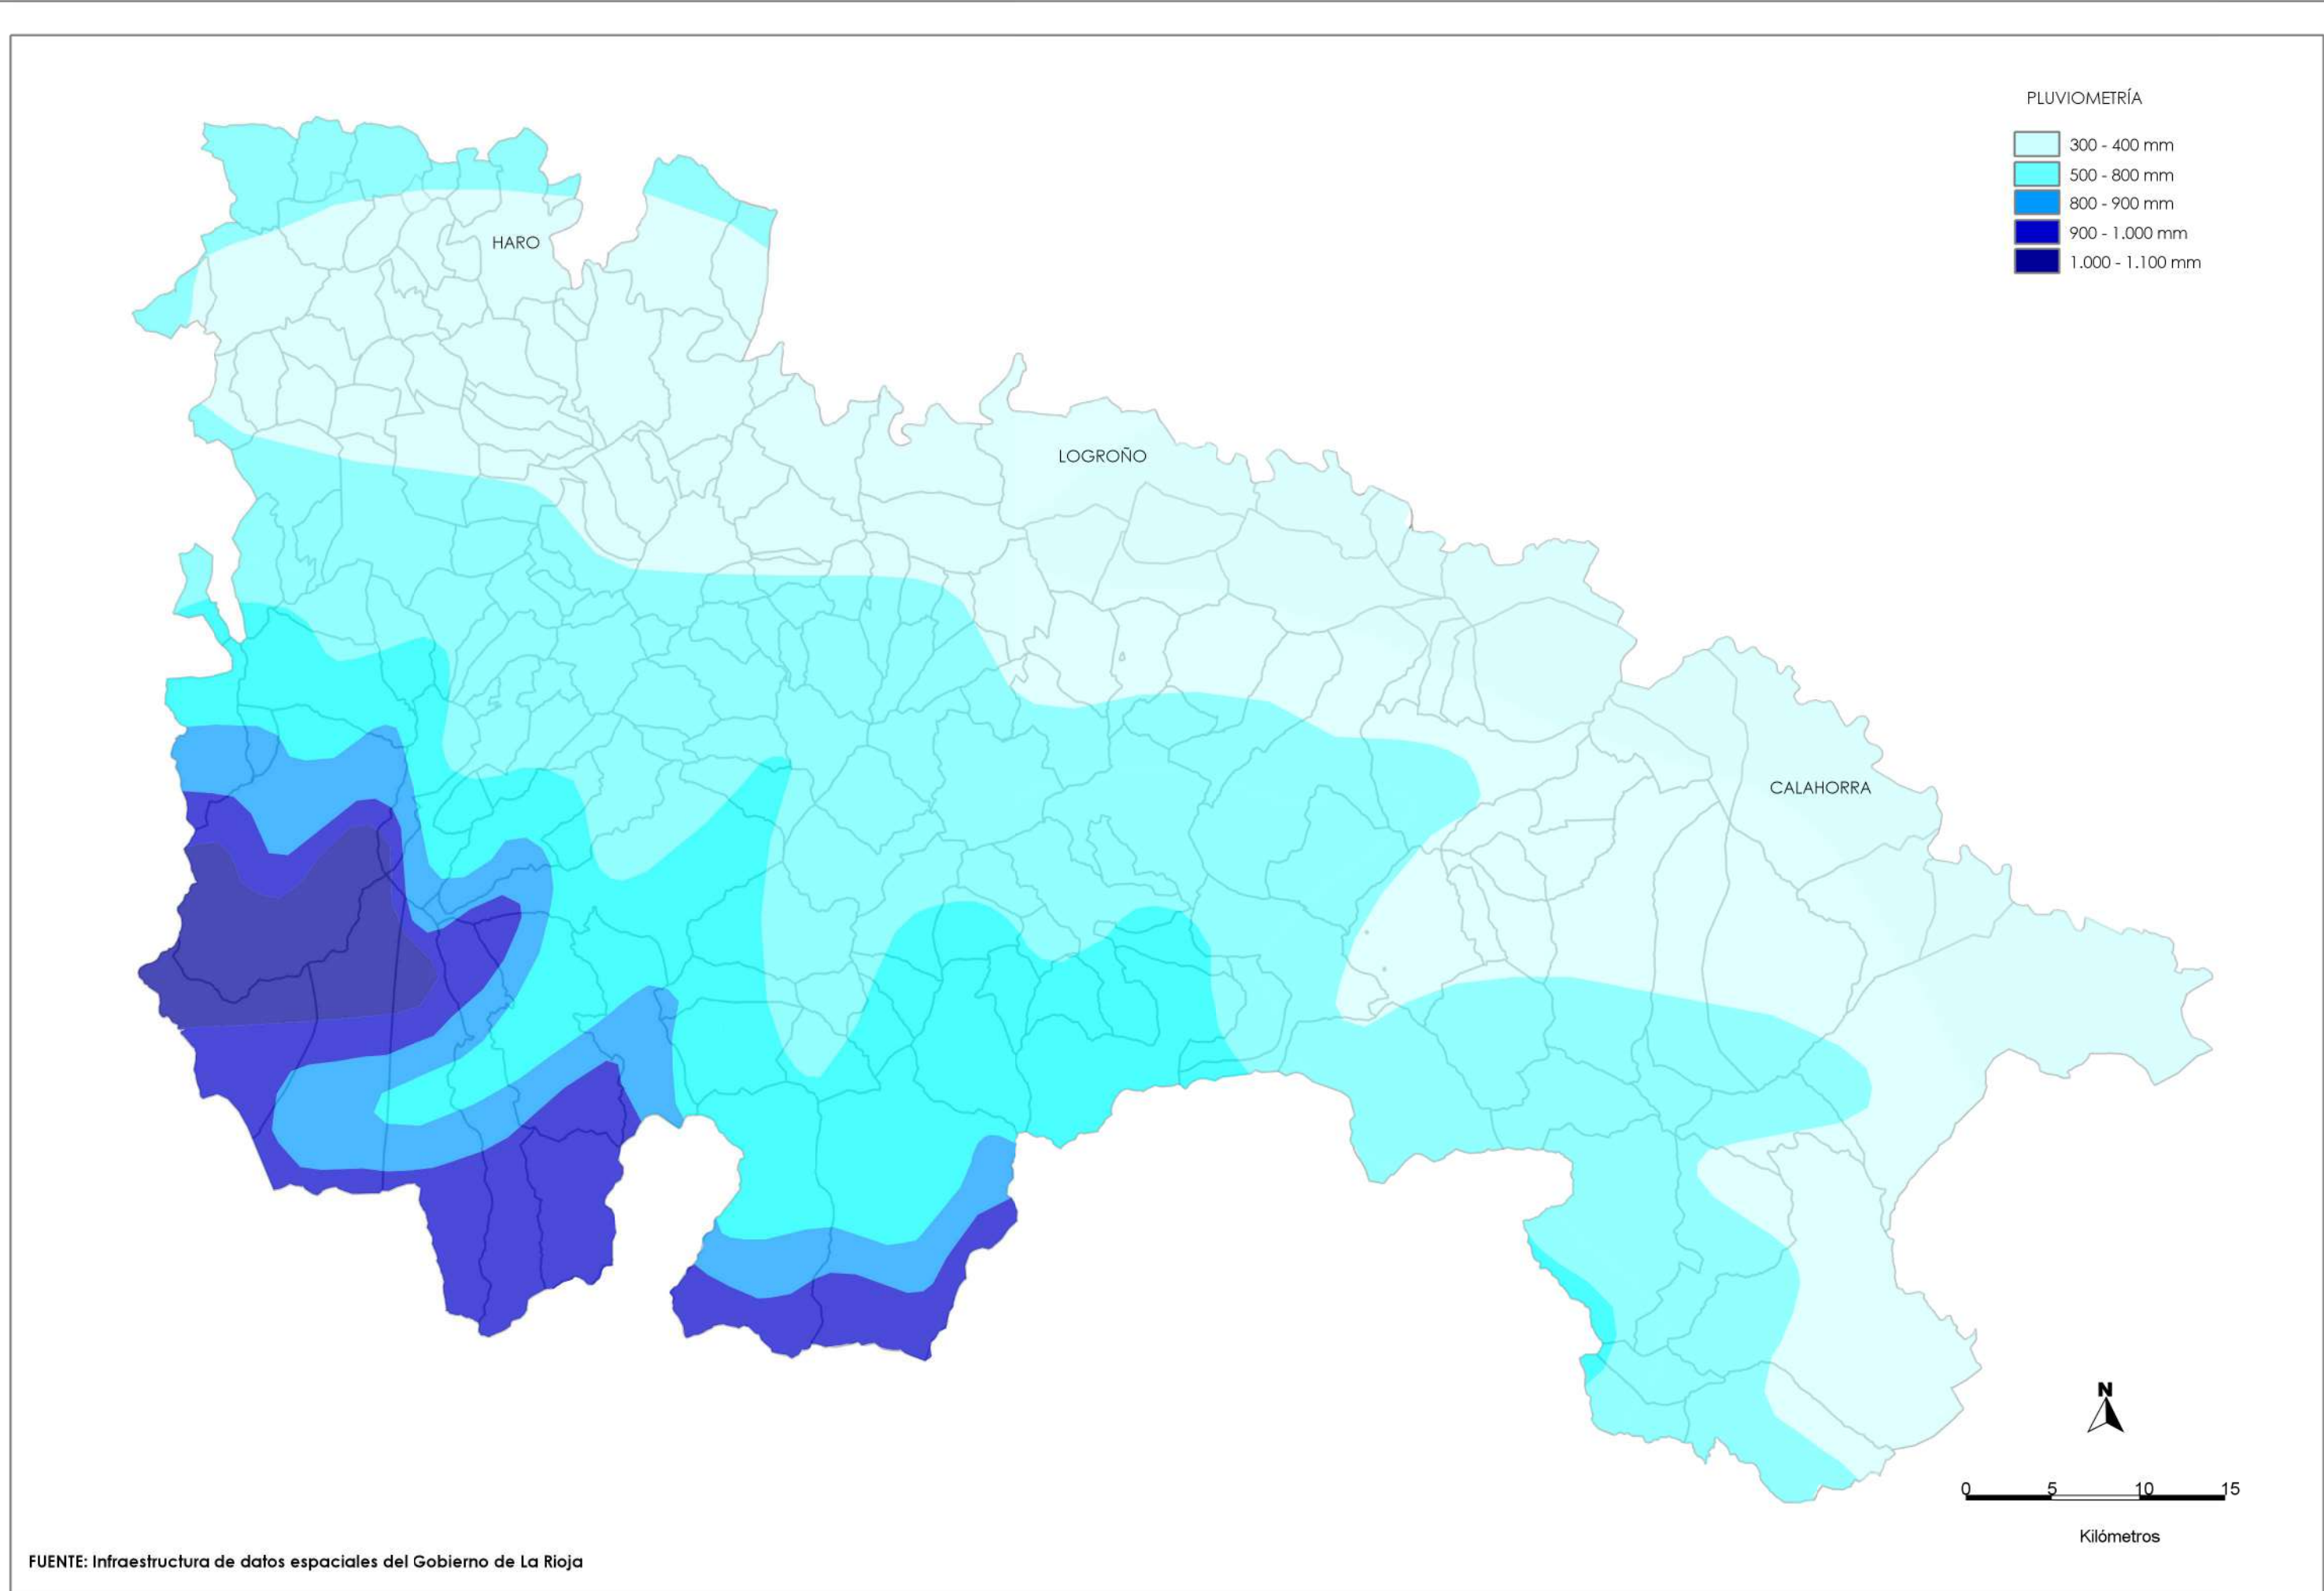 PLUVIOMETRÍA
300 - 400 mm
500 - 800 mm
800 - 900 mm
900 - 1.000 mm
1.000 - 1.100 mm
HARO
LOGROÑO
CALAHORRA
N
0 5 10 15
Kilómetros
FUENTE: Infraestructura de datos espaciales del Gobierno de La Rioja